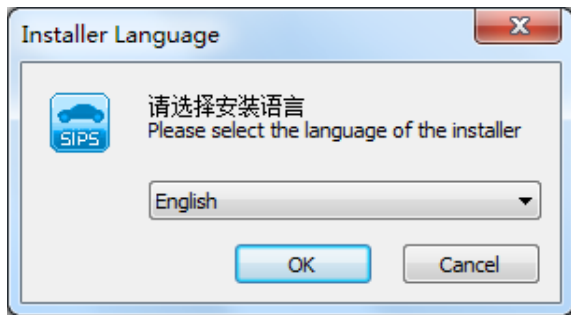 Installer Language
请选择安装语言
Please select the language of the installer
SIPS
English
OK Cancel